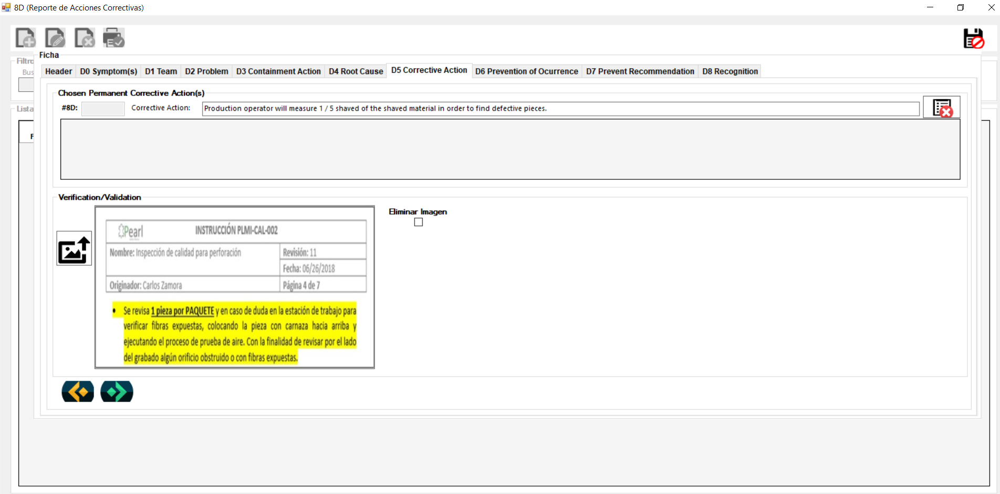 8D (Reporte de Acciones Correctivas)
Ficha
Filtro
Bus
Lista
F
Header
D0 Symptom(s)
D1 Team
D2 Problem
D3 Containment Action
D4 Root Cause
D5 Corrective Action
D6 Prevention of Ocurrence
D7 Prevent Recommendation
D8 Recognition
Chosen Permanent Corrective Action(s)
#8D:
Corrective Action:
Production operator will measure 1 / 5 shaved of the shaved material in order to find defective pieces.
Verification/Validation
Eliminar Imagen
Pearl
INSTRUCCIÓN PLMI-CAL-002
Nombre: Inspección de calidad para perforación
Revisión: 11
Fecha: 06/26/2018
Originador: Carlos Zamora
Página 4 de 7
• Se revisa 1 pieza por PAQUETE y en caso de duda en la estación de trabajo para
verificar fibras expuestas, colocando la pieza con carnaza hacia arriba y
ejecutando el proceso de prueba de aire. Con la finalidad de revisar por el lado
del grabado algún orificio obstruido o con fibras expuestas.